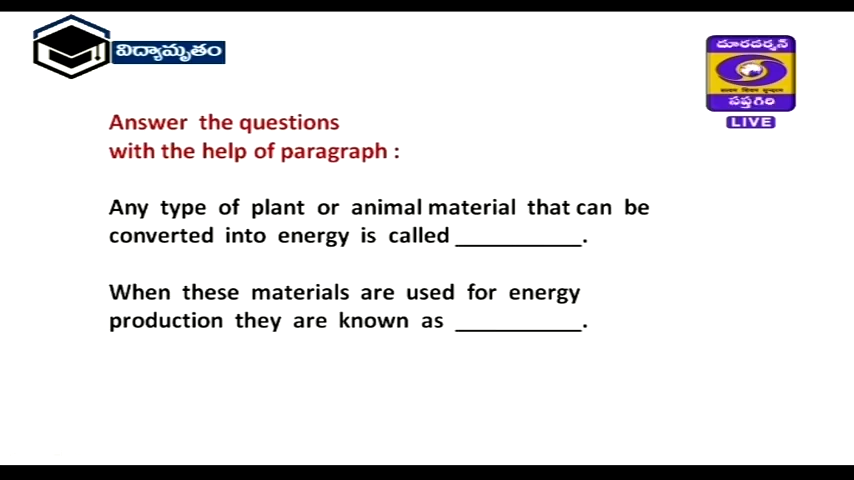 విద్యామృతం
దూరదర్శన్
సప్తగిరి
LIVE
Answer the questions
with the help of paragraph :
Any type of plant or animal material that can be
converted into energy is called __________.
When these materials are used for energy
production they are known as __________.